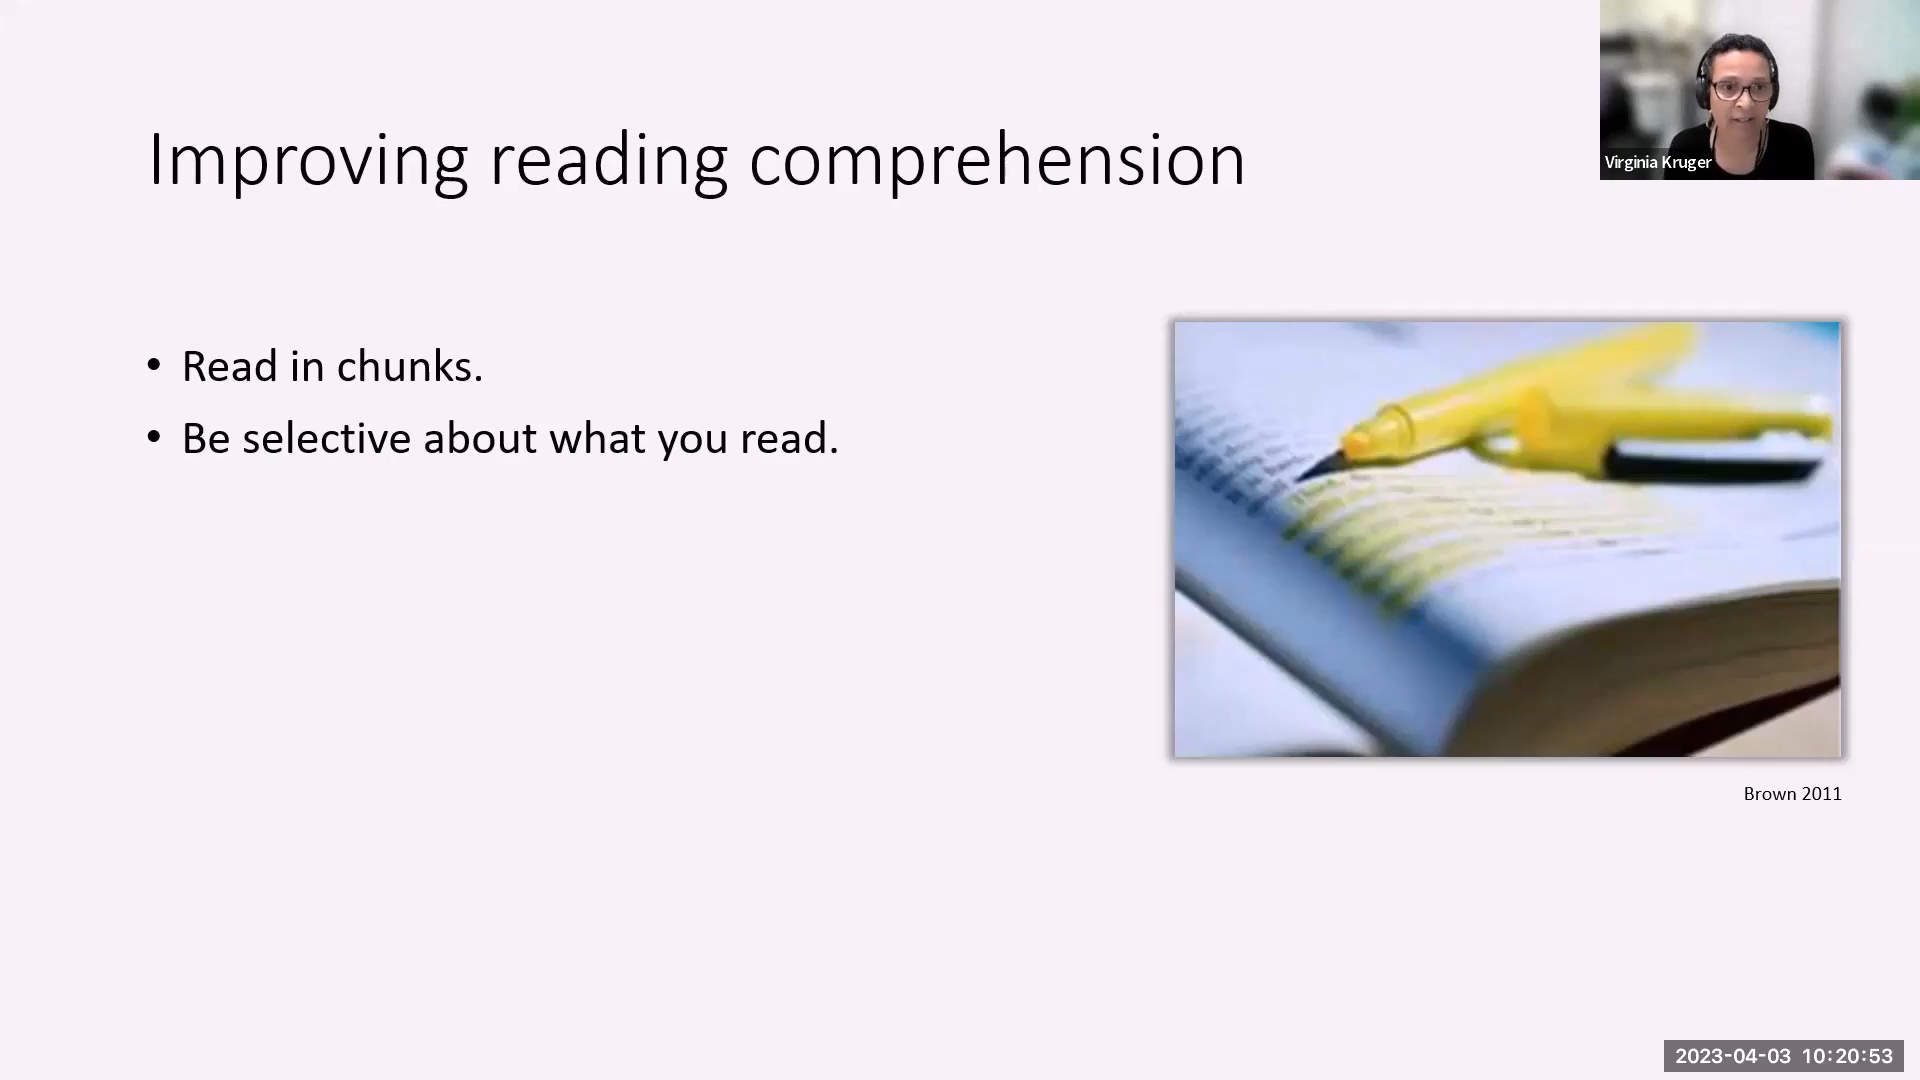 Improving reading comprehension
Virginia Kruger
• Read in chunks.
• Be selective about what you read.
Brown 2011
2023-04-03 10:20:53